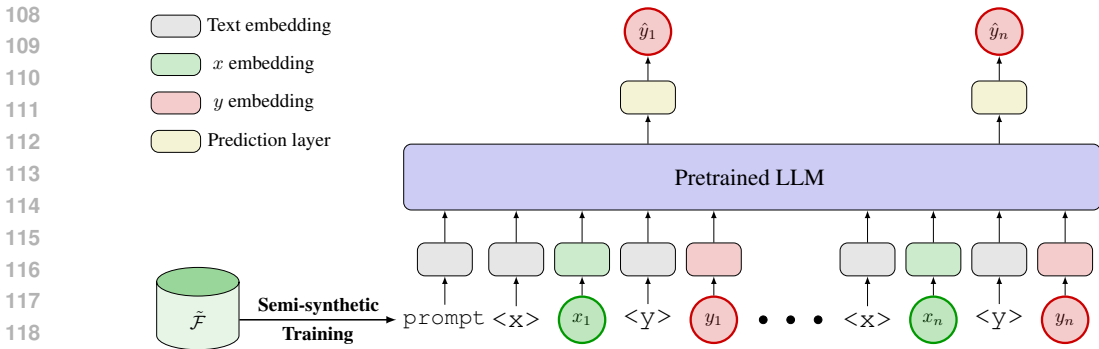 108
109
110
111
112
113
114
115
116
117
118
Text embedding
x embedding
y embedding
Prediction layer
ŷ₁
ŷₙ
Pretrained LLM
F̃
Semi-synthetic
Training
prompt <x> x₁ <y> y₁ • • • <x> xₙ <y> yₙ